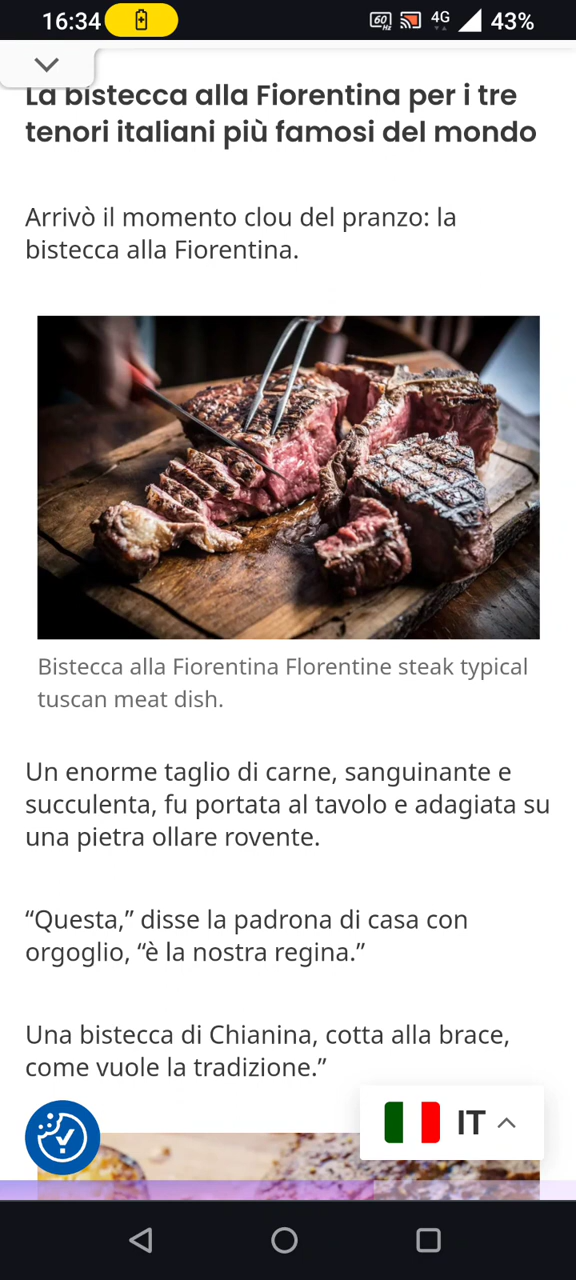 16:34
60
Hz
4G
43%
La bistecca alla Fiorentina per i tre
tenori italiani più famosi del mondo
Arrivò il momento clou del pranzo: la
bistecca alla Fiorentina.
Bistecca alla Fiorentina Florentine steak typical
tuscan meat dish.
Un enorme taglio di carne, sanguinante e
succulenta, fu portata al tavolo e adagiata su
una pietra ollare rovente.
“Questa,” disse la padrona di casa con
orgoglio, “è la nostra regina.”
Una bistecca di Chianina, cotta alla brace,
come vuole la tradizione.”
IT